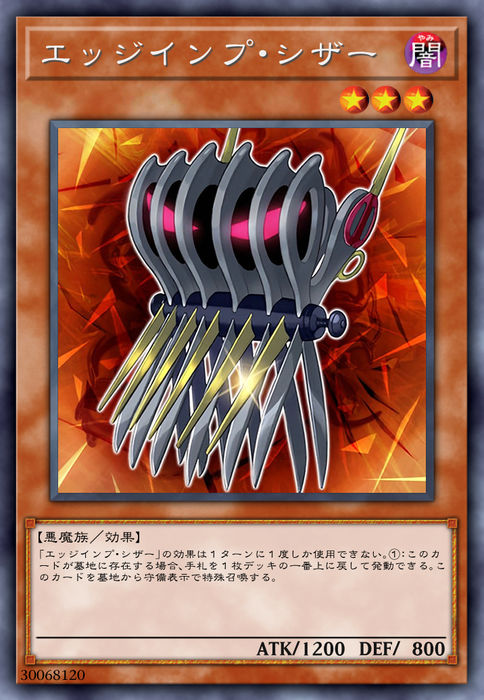 エッジインプ・シザー
やみ
闇
【悪魔族／効果】
「エッジインプ・シザー」の効果は１ターンに１度しか使用できない。①：このカ
ードが墓地に存在する場合、手札を１枚デッキの一番上に戻して発動できる。こ
のカードを墓地から守備表示で特殊召喚する。
ATK/1200 DEF/ 800
30068120